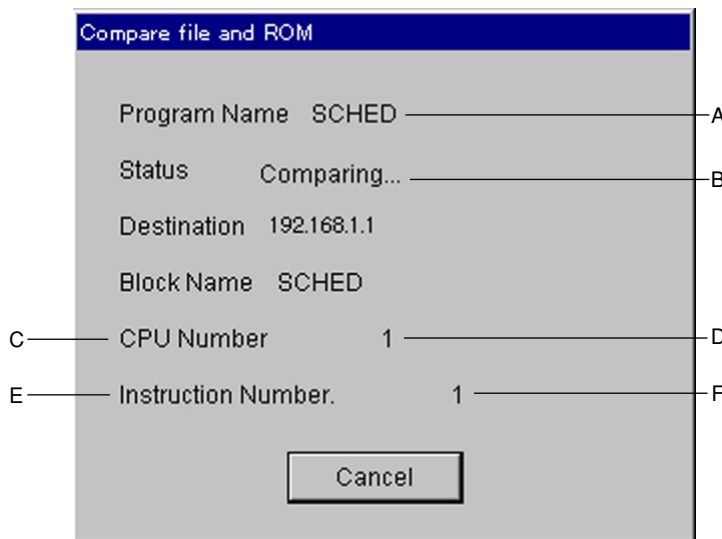 Compare file and ROM
Program Name SCHED A
Status Comparing... B
Destination 192.168.1.1
Block Name SCHED
C CPU Number 1 D
E Instruction Number. 1 F
Cancel